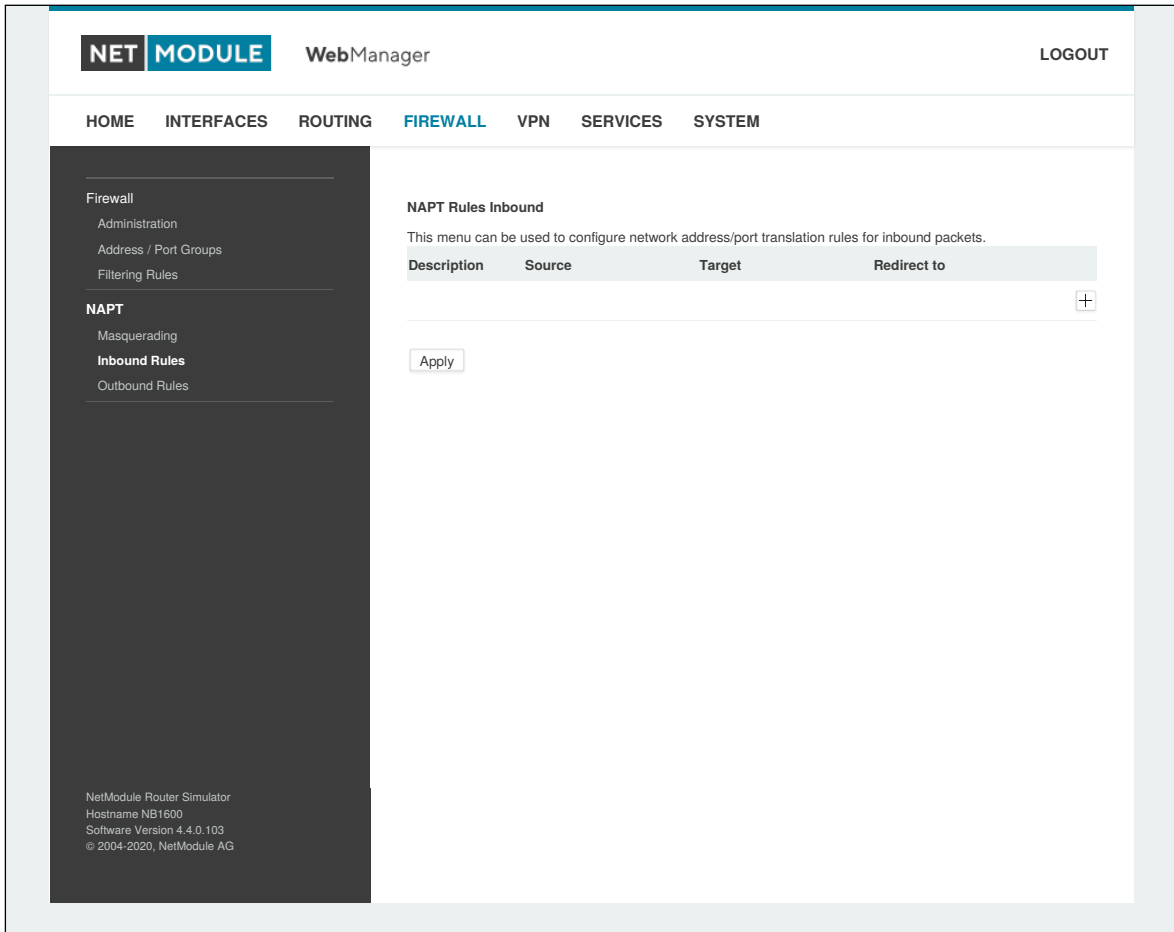 NET MODULE WebManager LOGOUT
HOME INTERFACES ROUTING FIREWALL VPN SERVICES SYSTEM
Firewall
Administration
Address / Port Groups
Filtering Rules
NAPT
Masquerading
Inbound Rules
Outbound Rules
NAPT Rules Inbound
This menu can be used to configure network address/port translation rules for inbound packets.
Description Source Target Redirect to
Apply
NetModule Router Simulator
Hostname NB1600
Software Version 4.4.0.103
© 2004-2020, NetModule AG